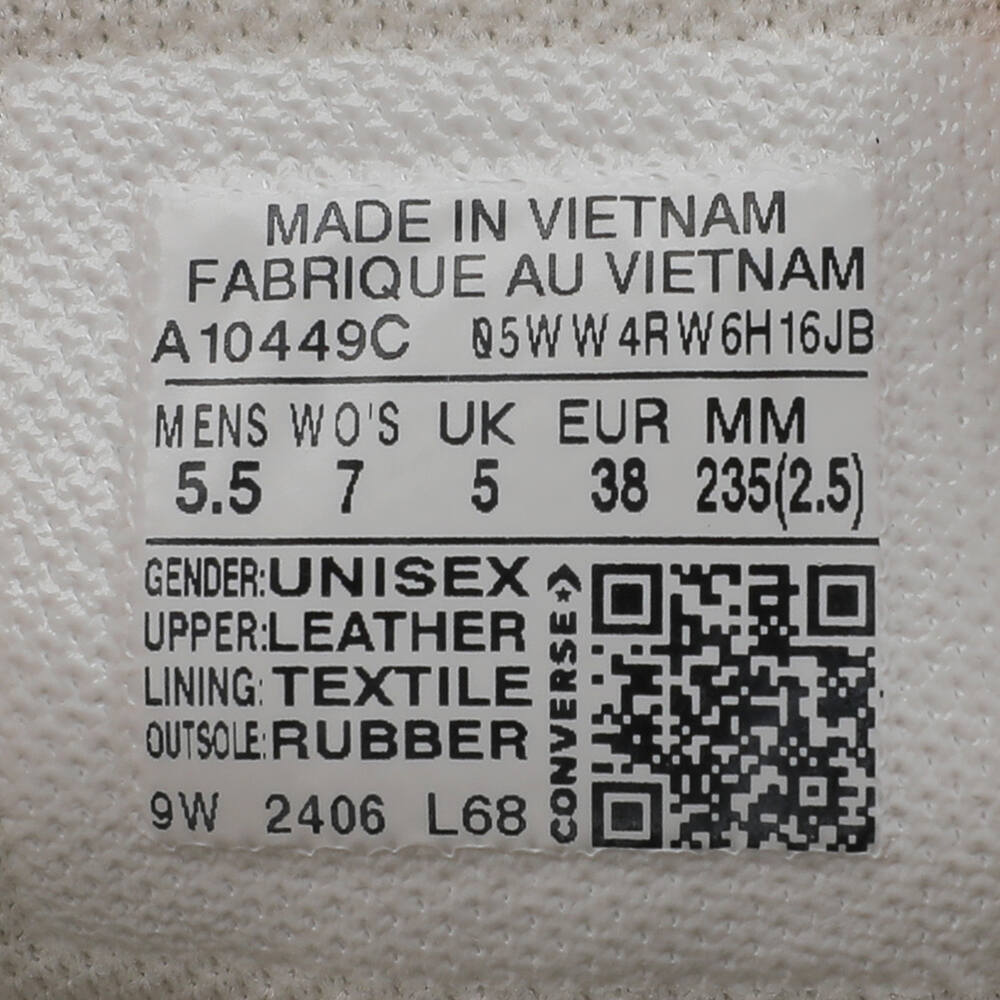 MADE IN VIETNAM
FABRIQUE AU VIETNAM
A10449C 05WW4RW6H16JB
MENS WO'S UK EUR MM
5.5 7 5 38 235(2.5)
GENDER:UNISEX
UPPER:LEATHER
LINING:TEXTILE
OUTSOLE:RUBBER
9W 2406 L68
CONVERSE